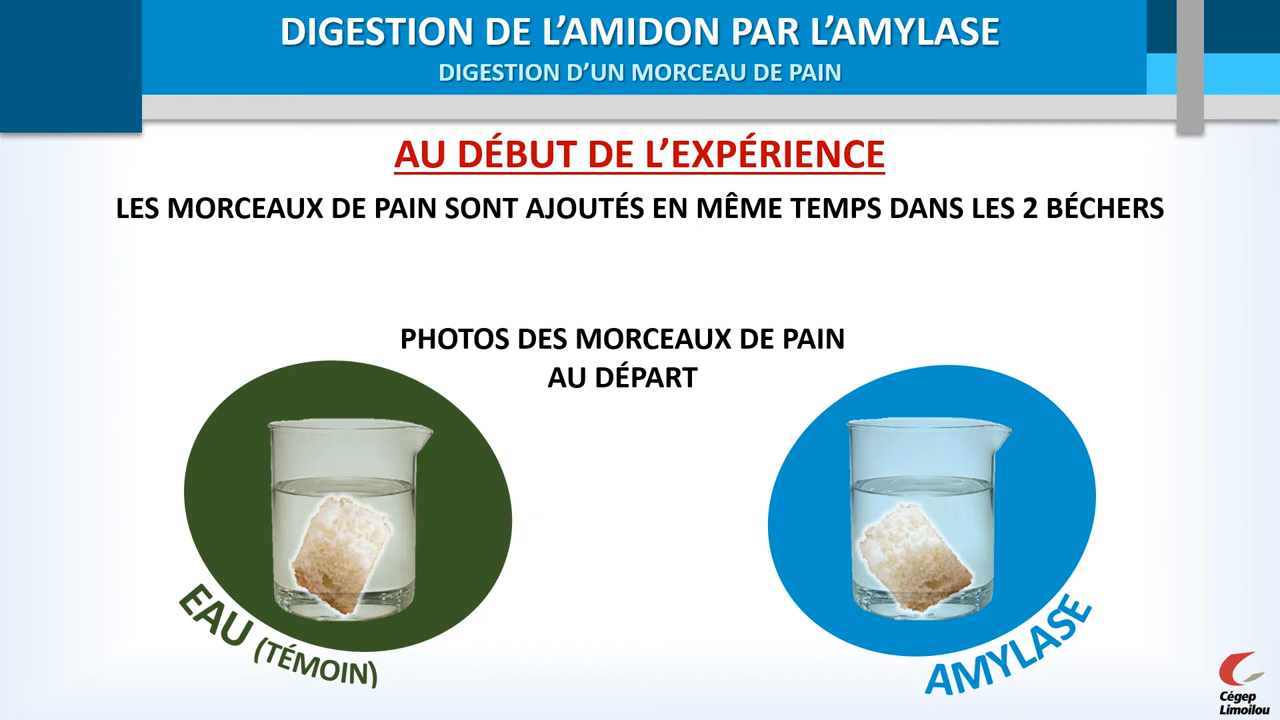 DIGESTION DE L’AMIDON PAR L’AMYLASE
DIGESTION D’UN MORCEAU DE PAIN
AU DÉBUT DE L’EXPÉRIENCE
LES MORCEAUX DE PAIN SONT AJOUTÉS EN MÊME TEMPS DANS LES 2 BÉCHERS
PHOTOS DES MORCEAUX DE PAIN
AU DÉPART
EAU (TÉMOIN)
AMYLASE
Cégep
Limoilou